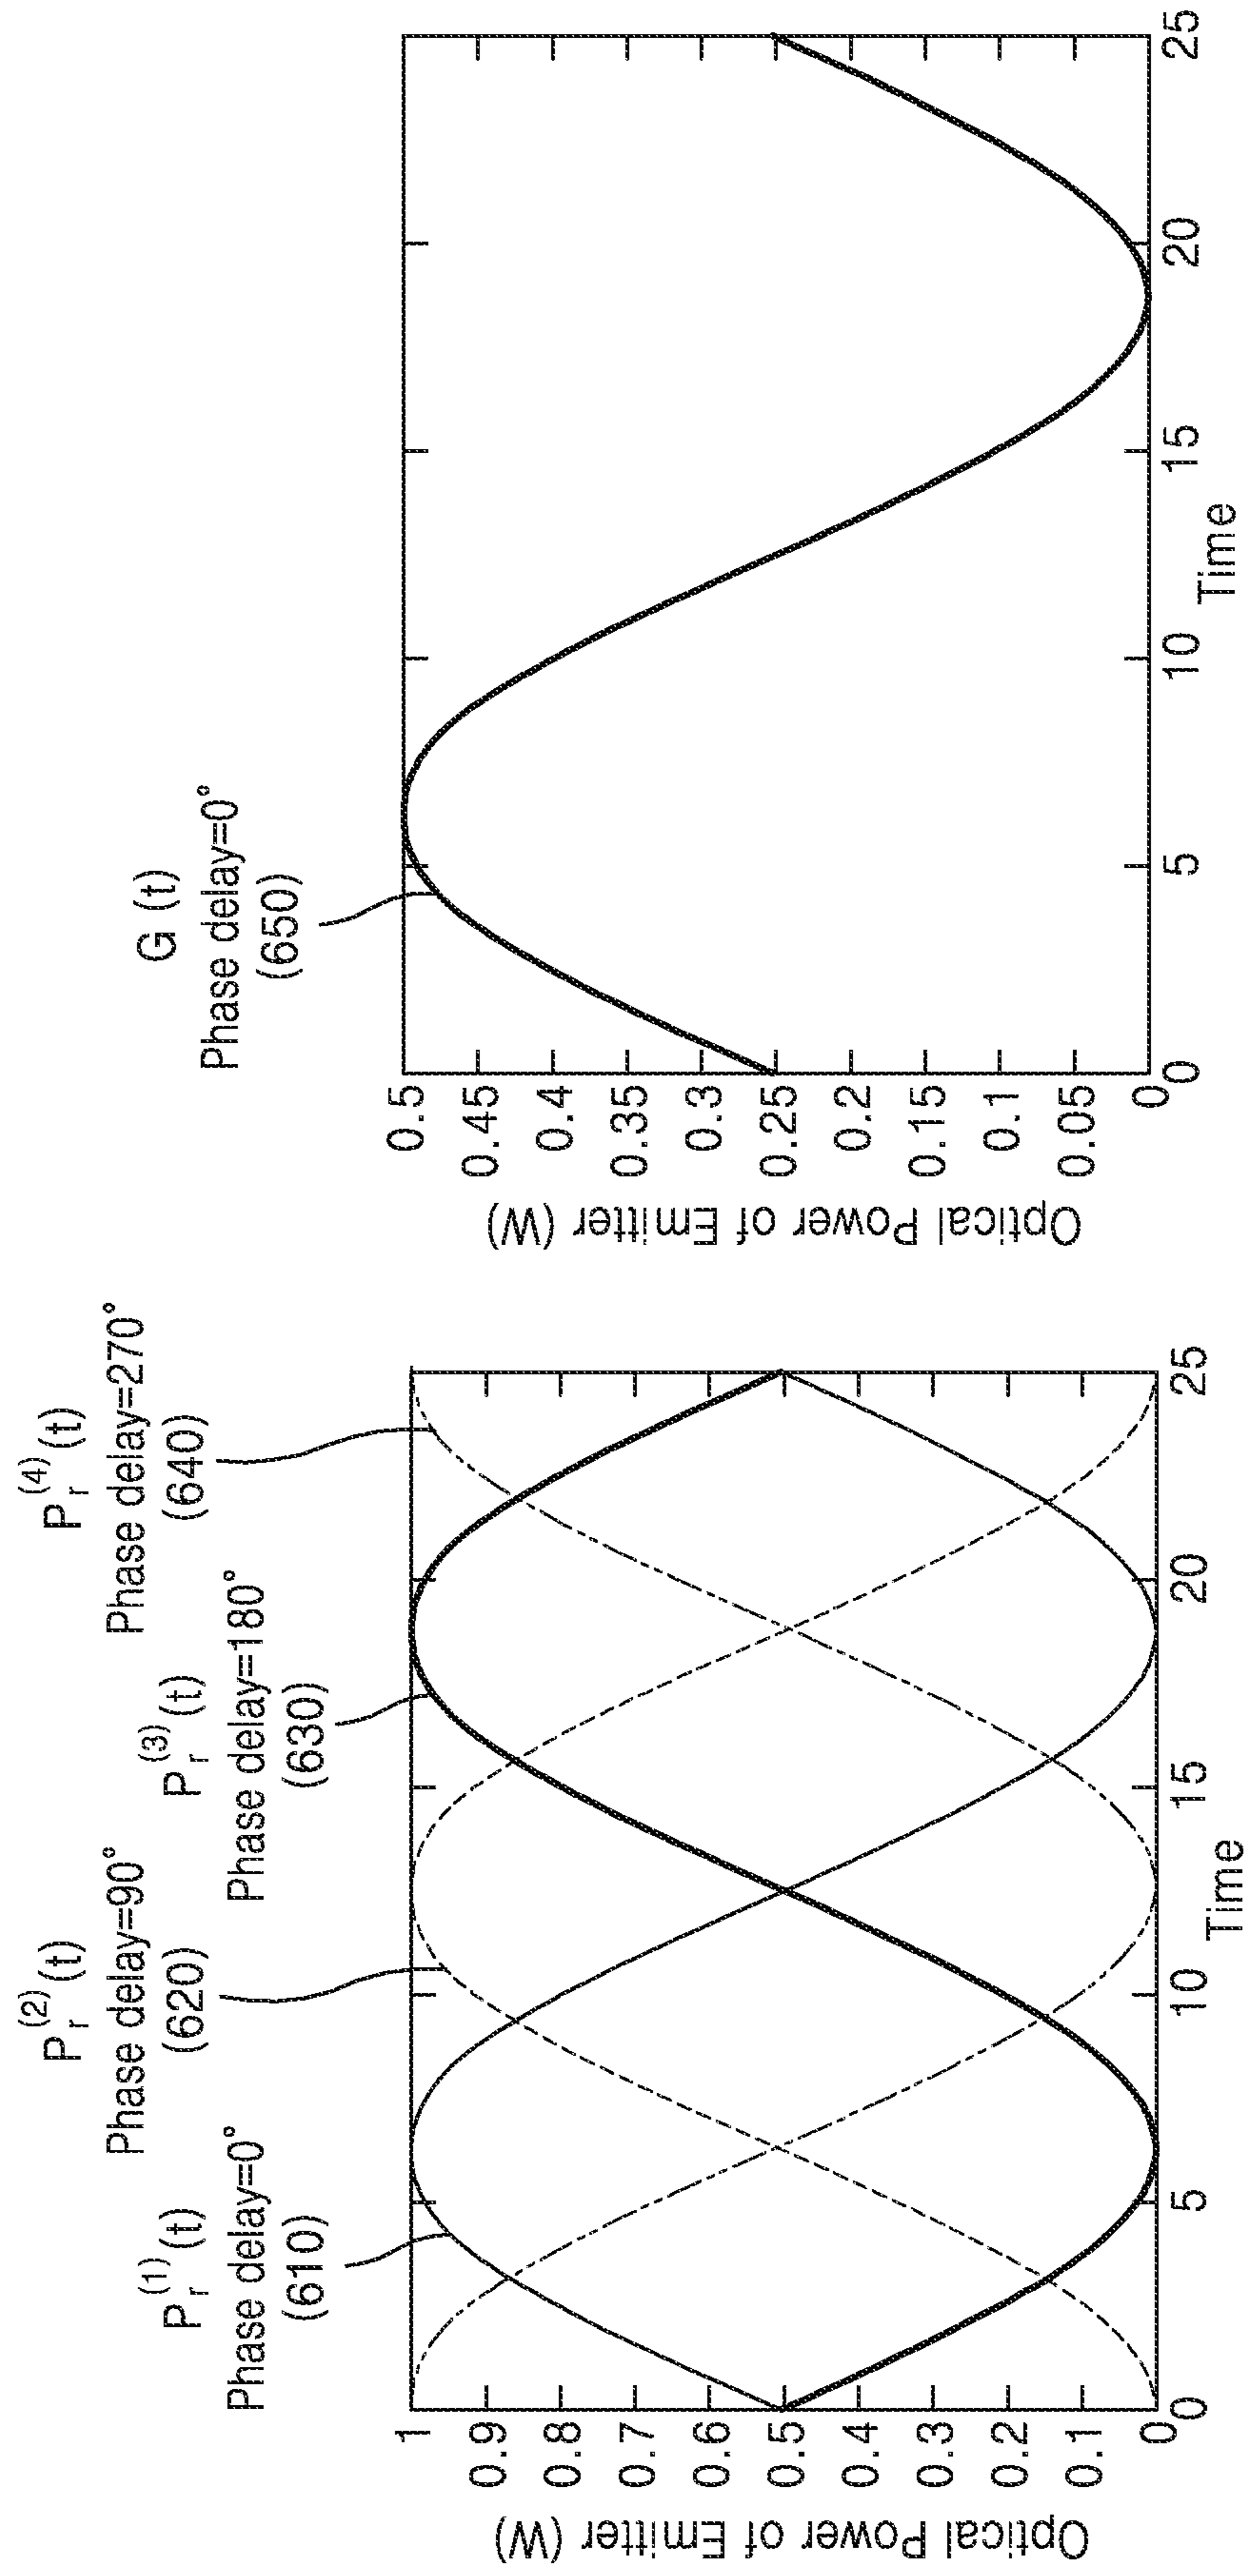 P_r^(1) (t)
Phase delay=0°
(610)
P_r^(2) (t)
Phase delay=90°
(620)
P_r^(3) (t)
Phase delay=180°
(630)
P_r^(4) (t)
Phase delay=270°
(640)
Optical Power of Emitter (W)
1
0.9
0.8
0.7
0.6
0.5
0.4
0.3
0.2
0.1
0
0 5 10 15 20 25
Time
G (t)
Phase delay=0°
(650)
Optical Power of Emitter (W)
0.5
0.45
0.4
0.35
0.3
0.25
0.2
0.15
0.1
0.05
0
0 5 10 15 20 25
Time